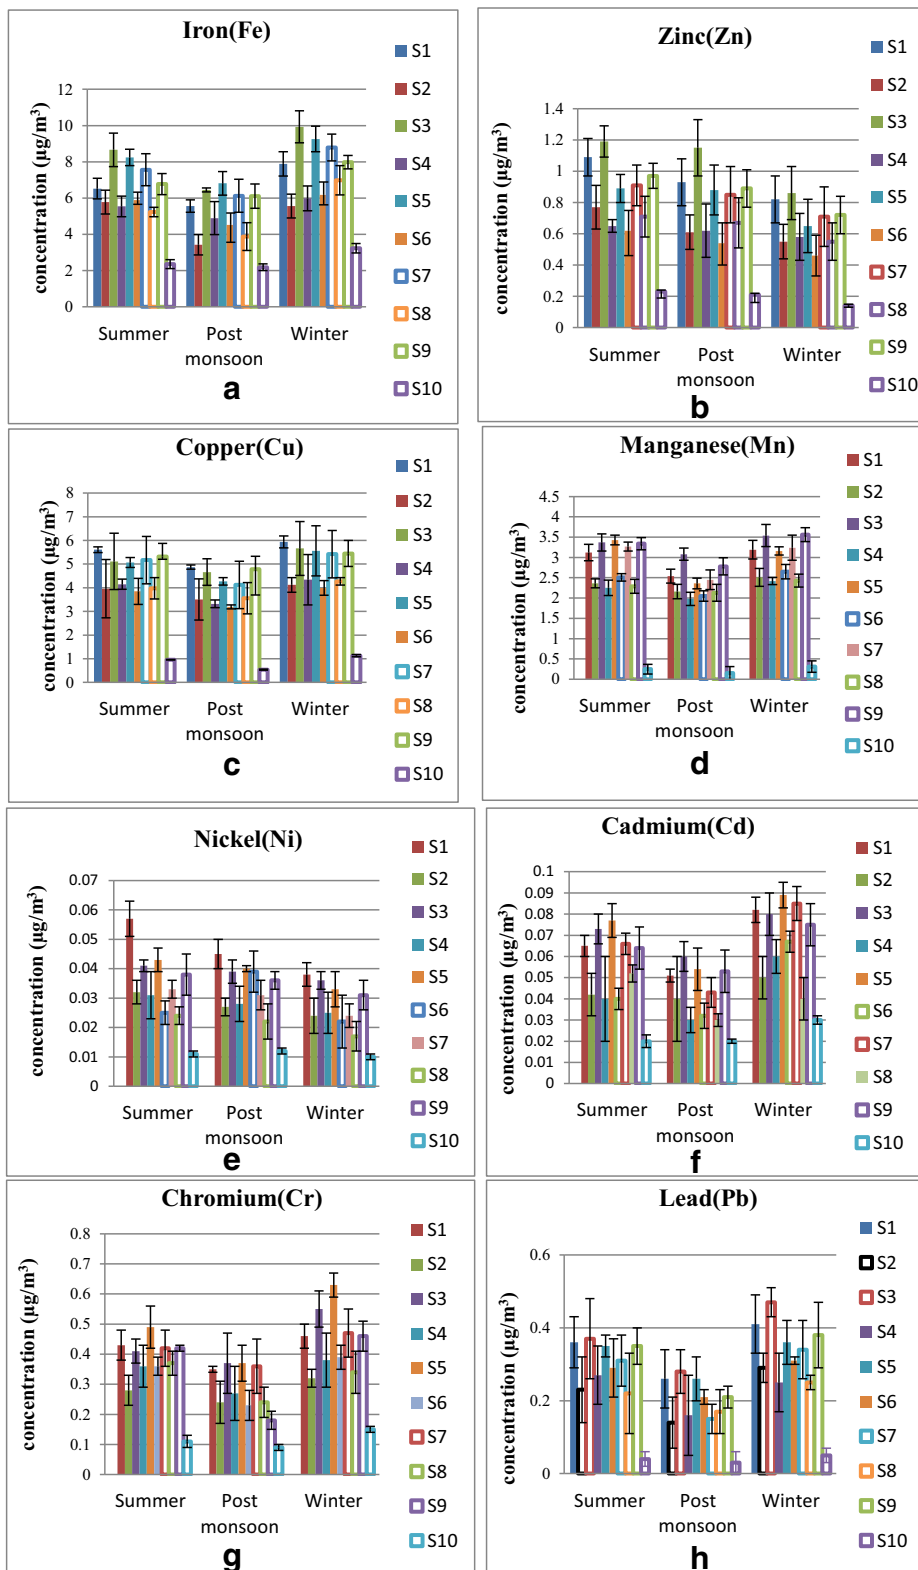 Iron(Fe)
concentration (µg/m³)
12
10
8
6
4
2
0
Summer
Post
monsoon
Winter
S1
S2
S3
S4
S5
S6
S7
S8
S9
S10
a
Zinc(Zn)
concentration (µg/m³)
1.4
1.2
1
0.8
0.6
0.4
0.2
0
Summer
Post
monsoon
Winter
S1
S2
S3
S4
S5
S6
S7
S8
S9
S10
b
Copper(Cu)
concentration (µg/m³)
8
7
6
5
4
3
2
1
0
Summer
Post
monsoon
Winter
S1
S2
S3
S4
S5
S6
S7
S8
S9
S10
c
Manganese(Mn)
concentration (µg/m³)
4.5
4
3.5
3
2.5
2
1.5
1
0.5
0
Summer
Post
monsoon
Winter
S1
S2
S3
S4
S5
S6
S7
S8
S9
S10
d
Nickel(Ni)
concentration (µg/m³)
0.07
0.06
0.05
0.04
0.03
0.02
0.01
0
Summer
Post
monsoon
Winter
S1
S2
S3
S4
S5
S6
S7
S8
S9
S10
e
Cadmium(Cd)
concentration (µg/m³)
0.1
0.09
0.08
0.07
0.06
0.05
0.04
0.03
0.02
0.01
0
Summer
Post
monsoon
Winter
S1
S2
S3
S4
S5
S6
S7
S8
S9
S10
f
Chromium(Cr)
concentration (µg/m³)
0.8
0.7
0.6
0.5
0.4
0.3
0.2
0.1
0
Summer
Post
monsoon
Winter
S1
S2
S3
S4
S5
S6
S7
S8
S9
S10
g
Lead(Pb)
concentration (µg/m³)
0.6
0.4
0.2
0
Summer
Post
monsoon
Winter
S1
S2
S3
S4
S5
S6
S7
S8
S9
S10
h